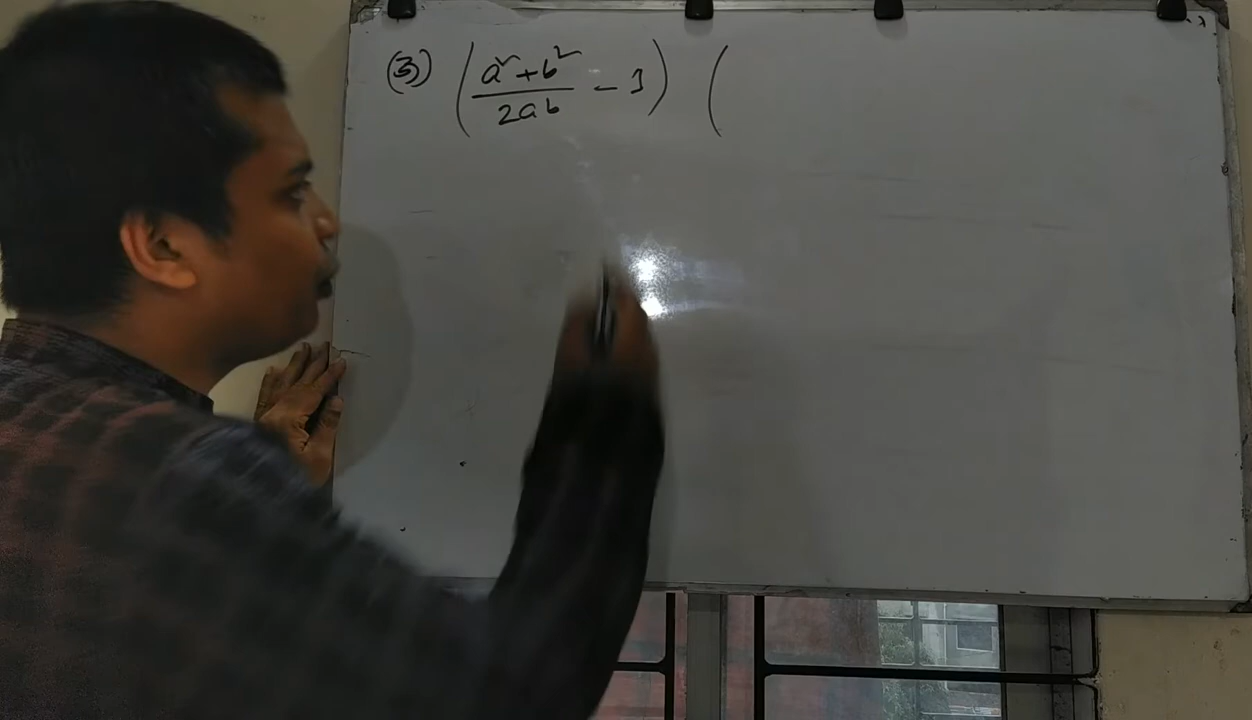 (3) (a²+b²/2ab - 1) (